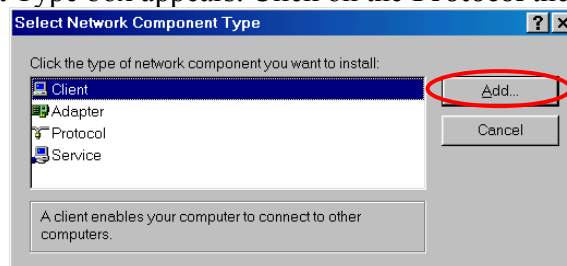 Type box appears. Click on the Protocol the
Select Network Component Type
Click the type of network component you want to install:
Client
Adapter
Protocol
Service
Add...
Cancel
A client enables your computer to connect to other
computers.